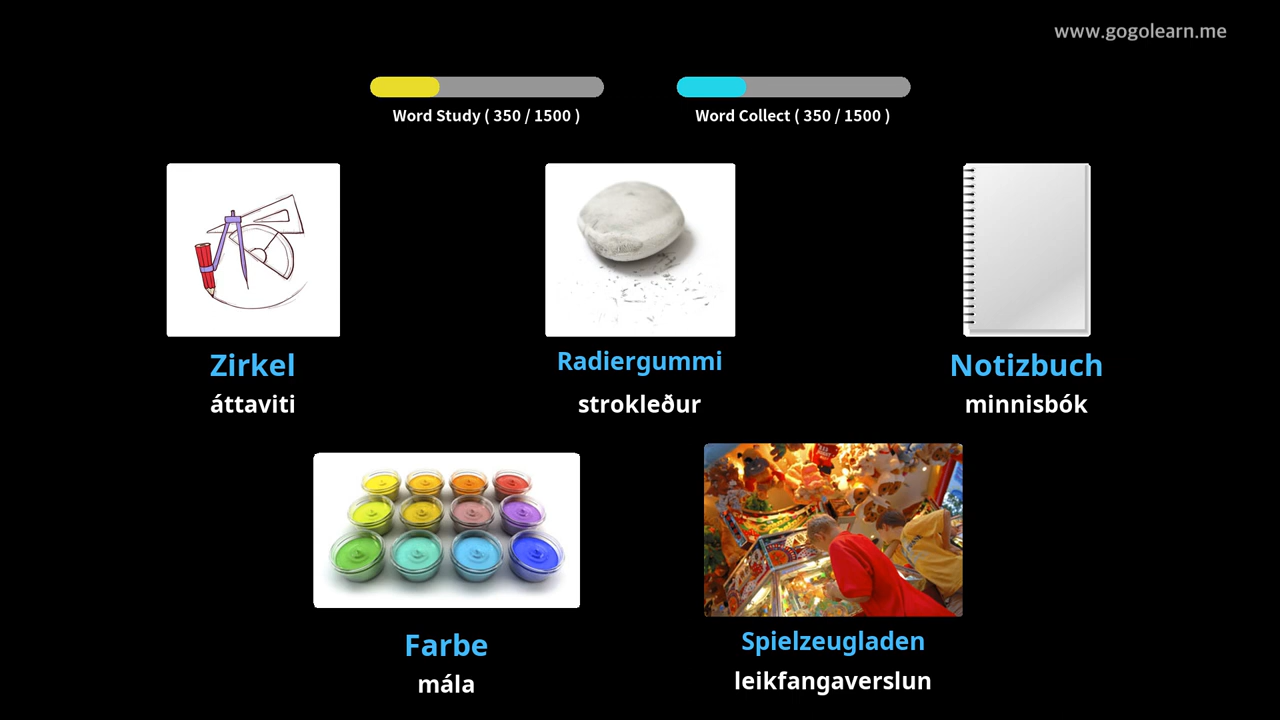 www.gogolearn.me
Word Study ( 350 / 1500 )
Word Collect ( 350 / 1500 )
Zirkel
áttaviti
Radiergummi
strokleður
Notizbuch
minnisbók
Farbe
mála
Spielzeugladen
leikfangaverslun